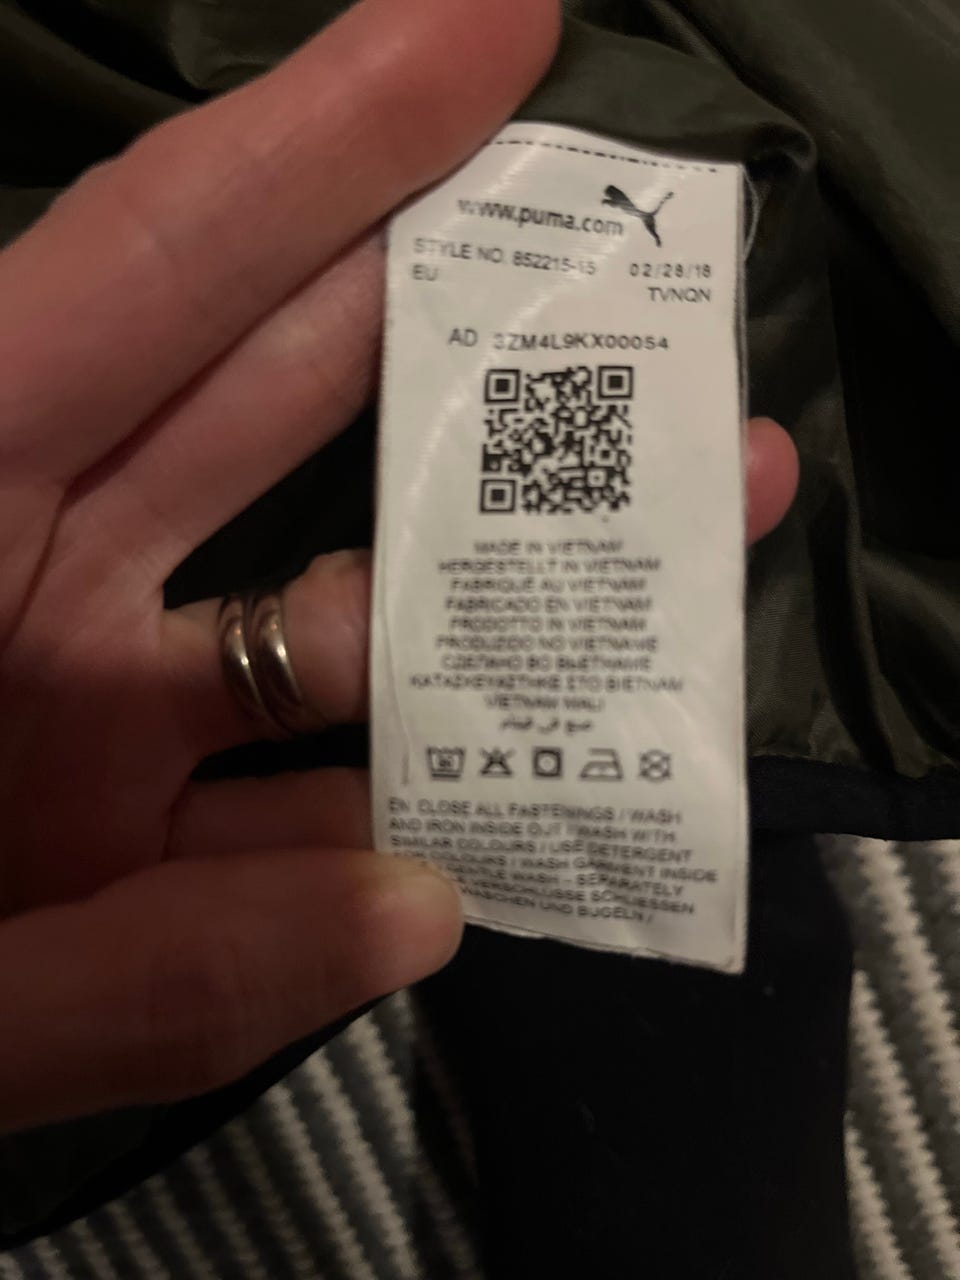 www.puma.com
STYLE NO. 852215-15 02/28/18
EU TVNQN
AD 3ZM4L9KX00054
MADE IN VIETNAM
HERGESTELLT IN VIETNAM
FABRIQUÉ AU VIETNAM
FABRICADO EN VIETNAM
PRODOTTO IN VIETNAM
PRODUZIDO NO VIETNAME
СДЕЛАНО ВО ВЬЕТНАМЕ
ΚΑΤΑΣΚΕΥΑΣΤΗΚΕ ΣΤΟ ΒΙΕΤΝΑΜ
VIETNAM MALI
صنع في فيتنام
EN CLOSE ALL FASTENINGS / WASH
AND IRON INSIDE OUT / WASH WITH
SIMILAR COLOURS / USE DETERGENT
FOR COLOURS / WASH GARMENT INSIDE
GENTLE WASH - SEPARATELY
VERSCHLÜSSE SCHLIESSEN
WASCHEN UND BÜGELN /